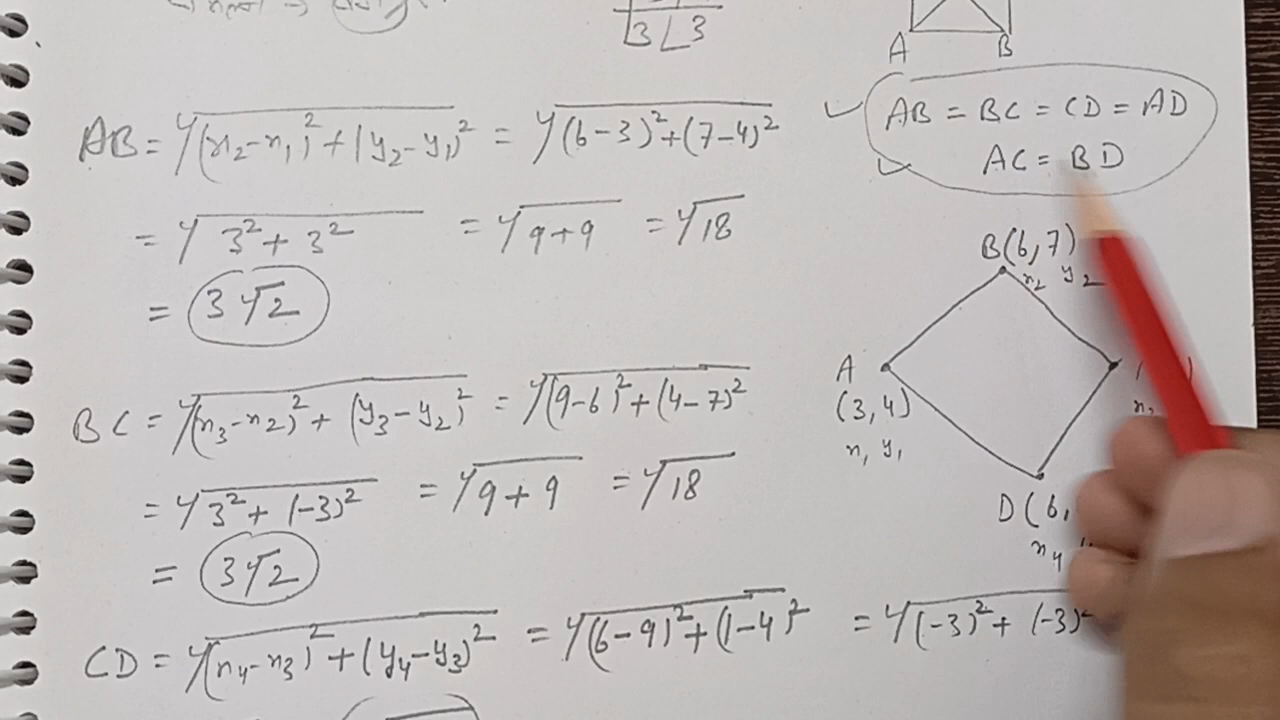 3 3
A B
AB = √(x₂-x₁)² + (y₂-y₁)² = √(6-3)² + (7-4)²
= √3² + 3² = √9+9 = √18
= 3√2
BC = √(x₃-x₂)² + (y₃-y₂)² = √(9-6)² + (4-7)²
= √3² + (-3)² = √9+9 = √18
= 3√2
CD = √(x₄-x₃)² + (y₄-y₃)² = √(6-9)² + (1-4)² = √(-3)² + (-3)²
AB = BC = CD = AD
AC = BD
B(6,7)
x₂ y₂
A
(3,4)
x₁ y₁
D(6,
x₄